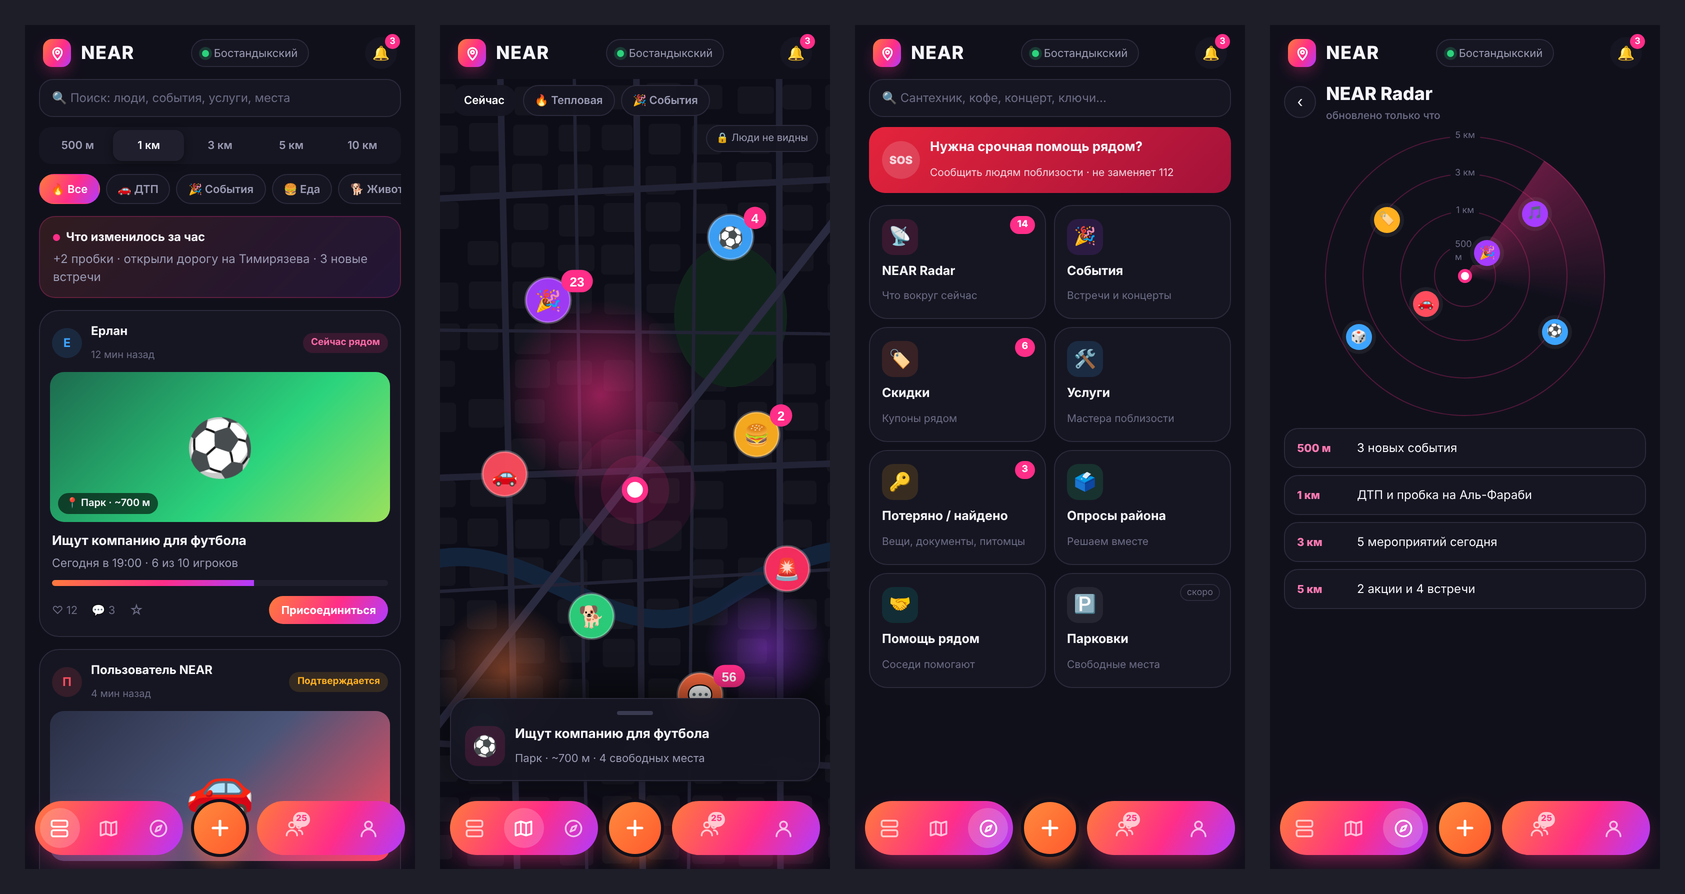 NEAR
Бостандыкский
3
Поиск: люди, события, услуги, места
500 м
1 км
3 км
5 км
10 км
Все
ДТП
События
Еда
Живот
Что изменилось за час
+2 пробки · открыли дорогу на Тимирязева · 3 новые
встречи
Е
Ерлан
12 мин назад
Сейчас рядом
Парк · ~700 м
Ищут компанию для футбола
Сегодня в 19:00 · 6 из 10 игроков
12
3
Присоединиться
П
Пользователь NEAR
4 мин назад
Подтверждается
25
NEAR
Бостандыкский
3
Сейчас
Тепловая
События
Люди не видны
4
23
2
56
Ищут компанию для футбола
Парк · ~700 м · 4 свободных места
25
NEAR
Бостандыкский
3
Сантехник, кофе, концерт, ключи...
SOS
Нужна срочная помощь рядом?
Сообщить людям поблизости · не заменяет 112
14
NEAR Radar
Что вокруг сейчас
События
Встречи и концерты
6
Скидки
Купоны рядом
Услуги
Мастера поблизости
3
Потеряно / найдено
Вещи, документы, питомцы
Опросы района
Решаем вместе
Помощь рядом
Соседи помогают
скоро
P
Парковки
Свободные места
25
NEAR
Бостандыкский
3
NEAR Radar
обновлено только что
5 км
3 км
1 км
500
м
500 м
3 новых события
1 км
ДТП и пробка на Аль-Фараби
3 км
5 мероприятий сегодня
5 км
2 акции и 4 встречи
25